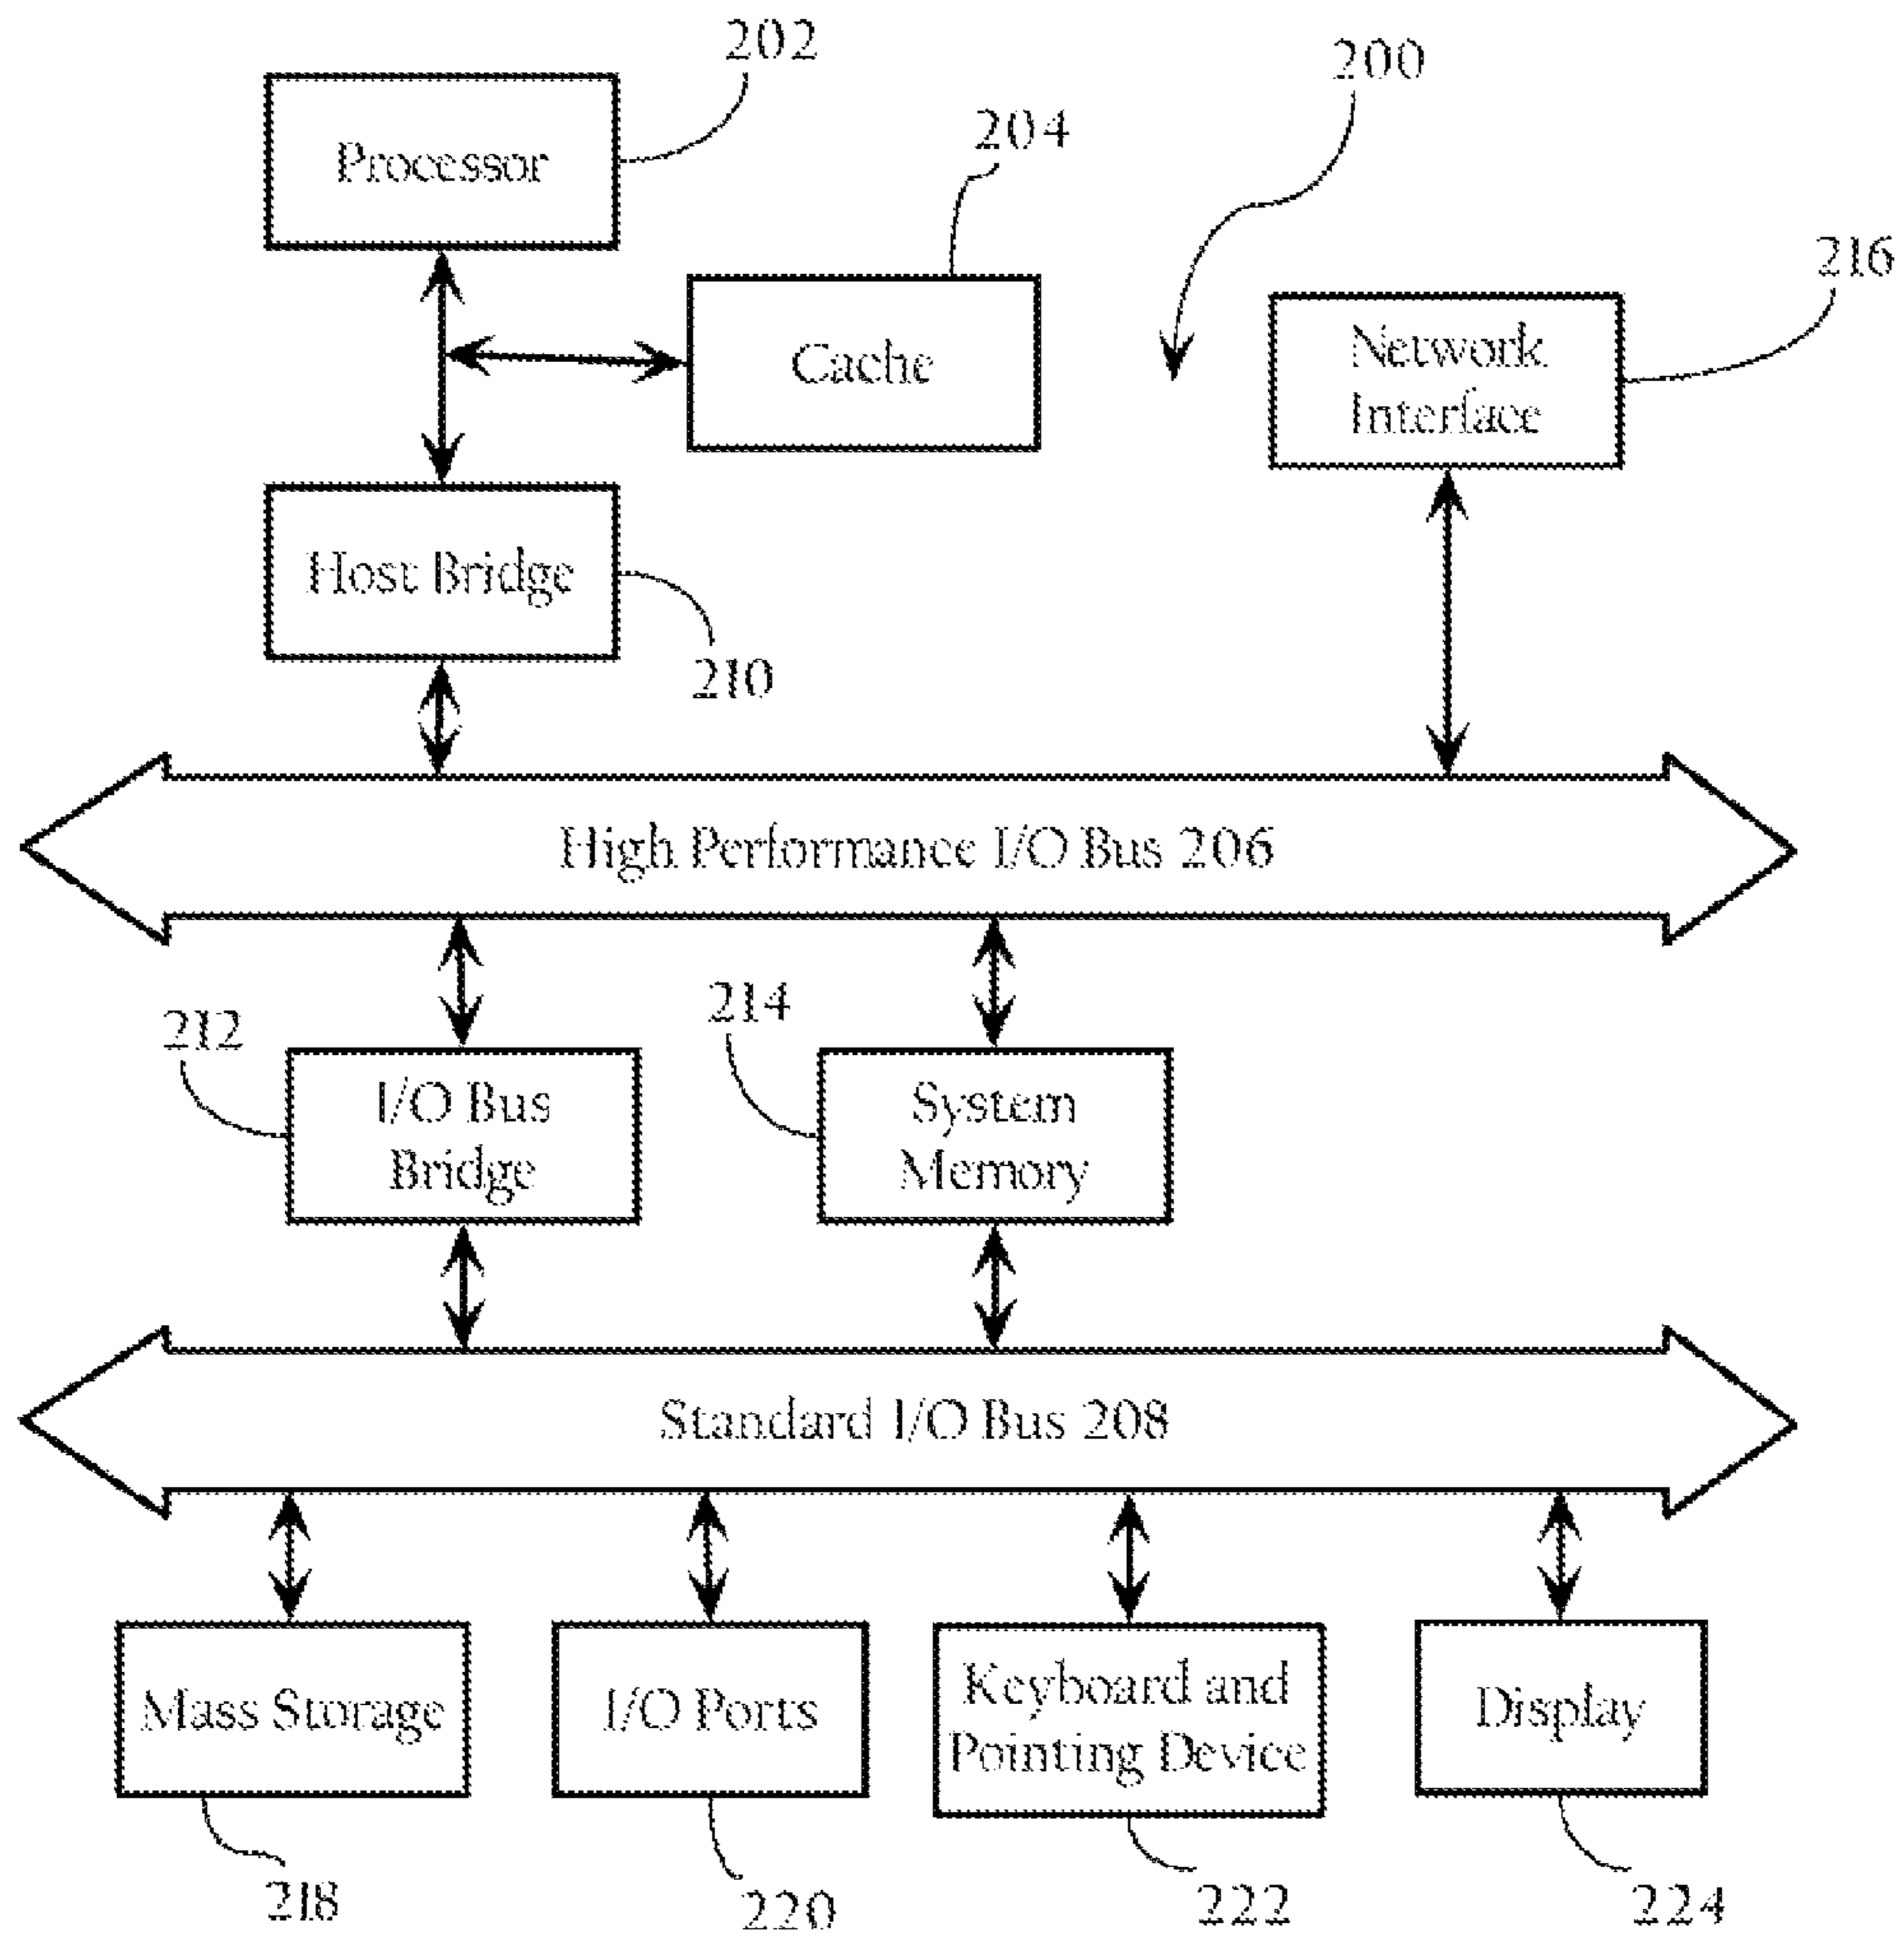 202
200
Processor
204
216
Cache
Network
Interface
Host Bridge
210
High Performance I/O Bus 206
212
214
I/O Bus
Bridge
System
Memory
Standard I/O Bus 208
Mass Storage
I/O Ports
Keyboard and
Pointing Device
Display
218
220
222
224